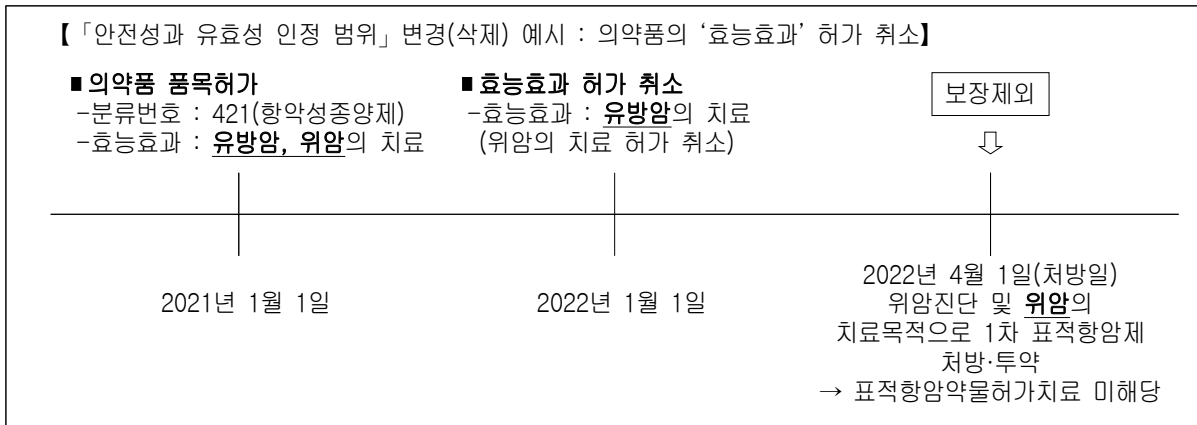 【「안전성과 유효성 인정 범위」 변경(삭제) 예시 : 의약품의 ‘효능효과’ 허가 취소】
■ 의약품 품목허가
-분류번호 : 421(항악성종양제)
-효능효과 : 유방암, 위암의 치료
■ 효능효과 허가 취소
-효능효과 : 유방암의 치료
(위암의 치료 허가 취소)
보장제외
2021년 1월 1일
2022년 1월 1일
2022년 4월 1일(처방일)
위암진단 및 위암의
치료목적으로 1차 표적항암제
처방·투약
→ 표적항암약물허가치료 미해당